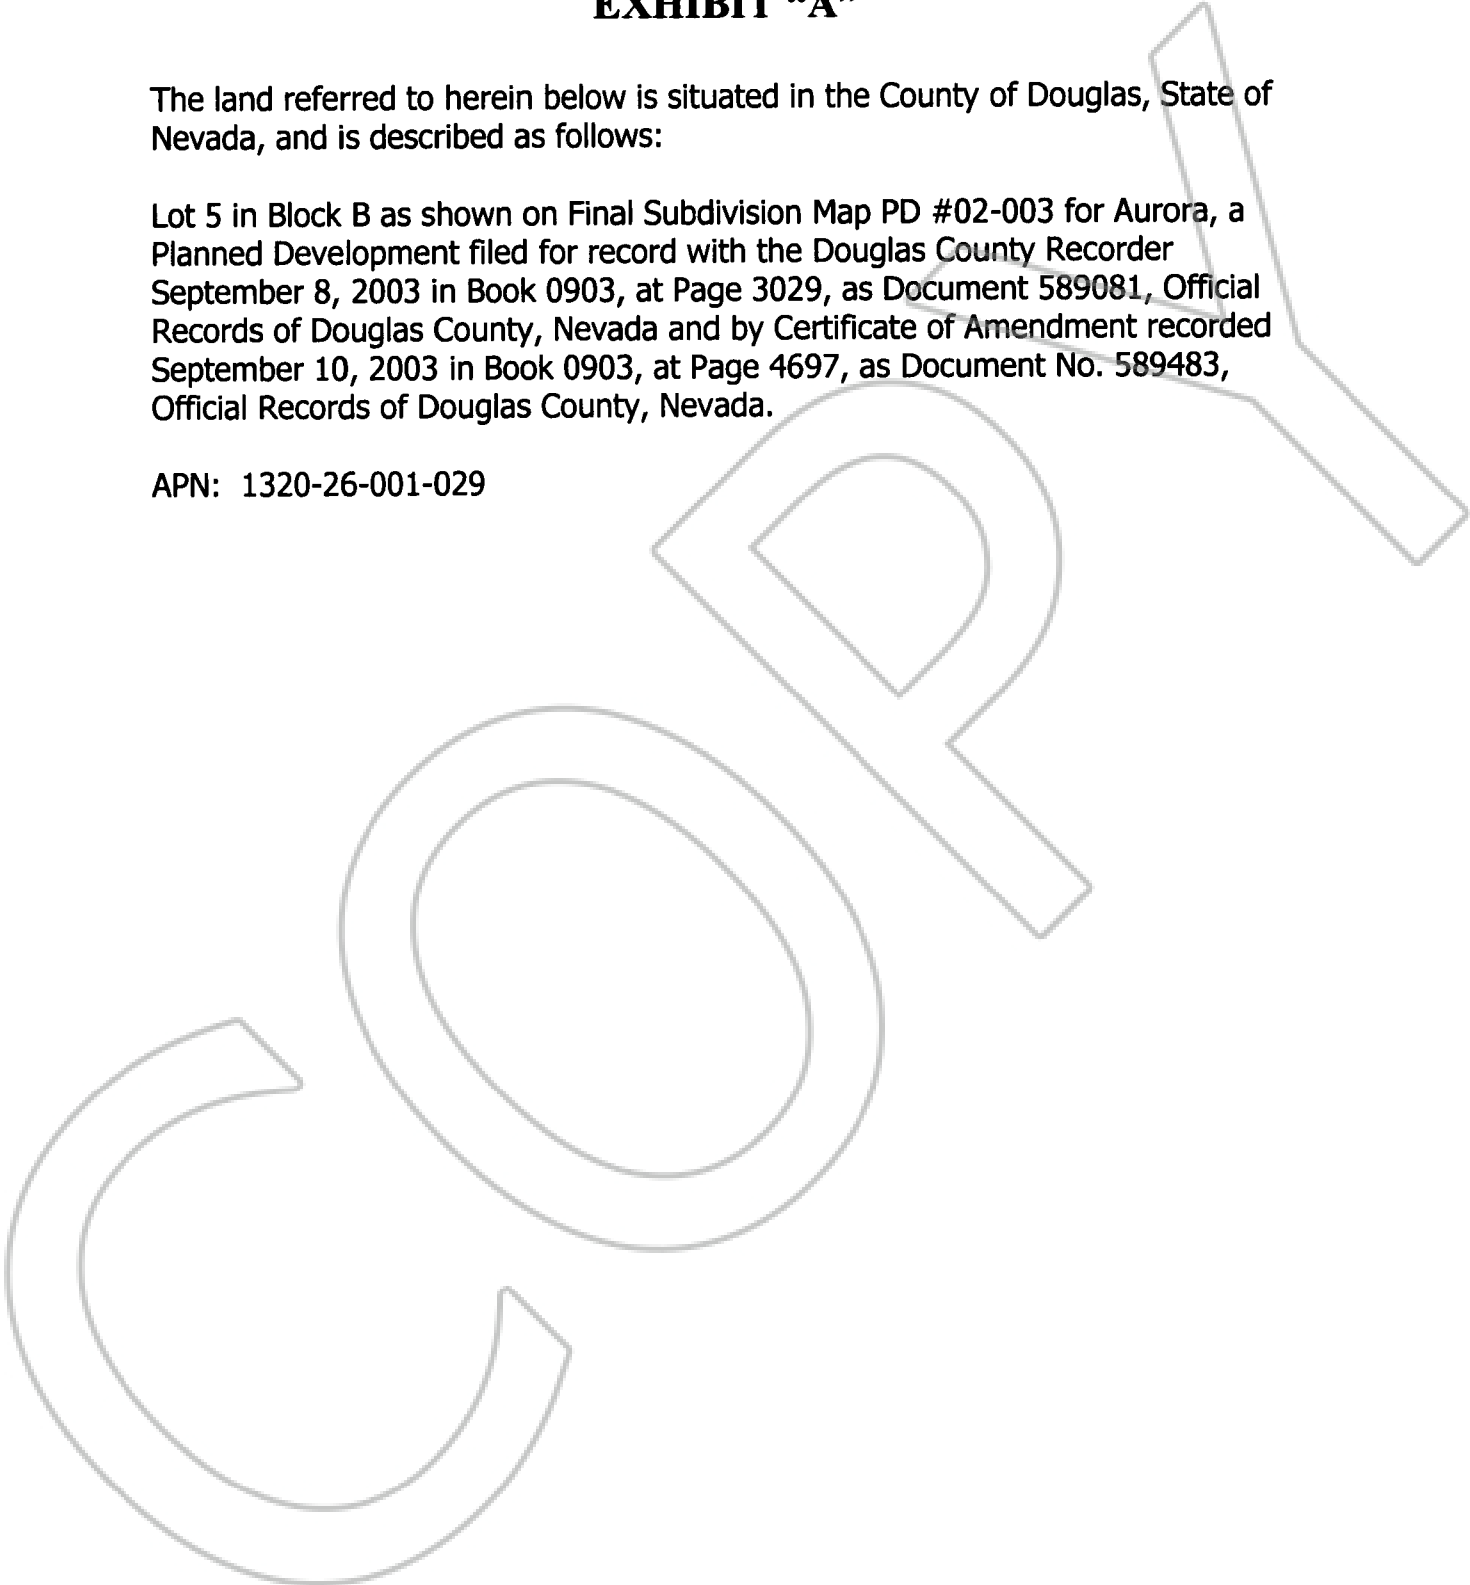 EXHIBIT “A”
The land referred to herein below is situated in the County of Douglas, State of
Nevada, and is described as follows:
Lot 5 in Block B as shown on Final Subdivision Map PD #02-003 for Aurora, a
Planned Development filed for record with the Douglas County Recorder
September 8, 2003 in Book 0903, at Page 3029, as Document 589081, Official
Records of Douglas County, Nevada and by Certificate of Amendment recorded
September 10, 2003 in Book 0903, at Page 4697, as Document No. 589483,
Official Records of Douglas County, Nevada.
APN: 1320-26-001-029
COPY